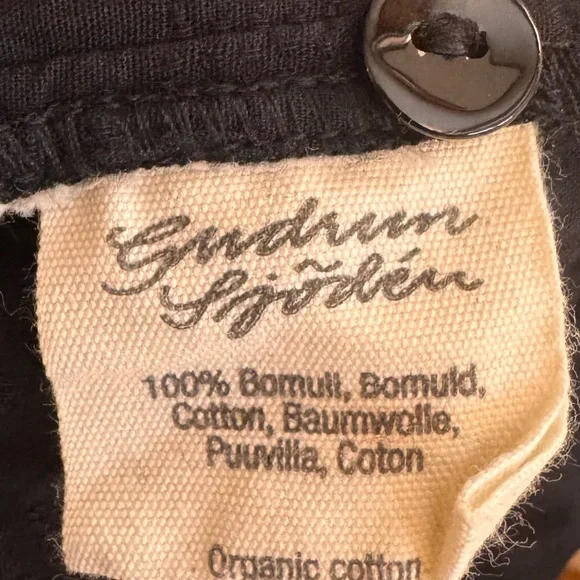 Gudrun
Sjödén
100% Bomull, Bomuld,
Cotton, Baumwolle,
Puuvilla, Coton
Organic cotton